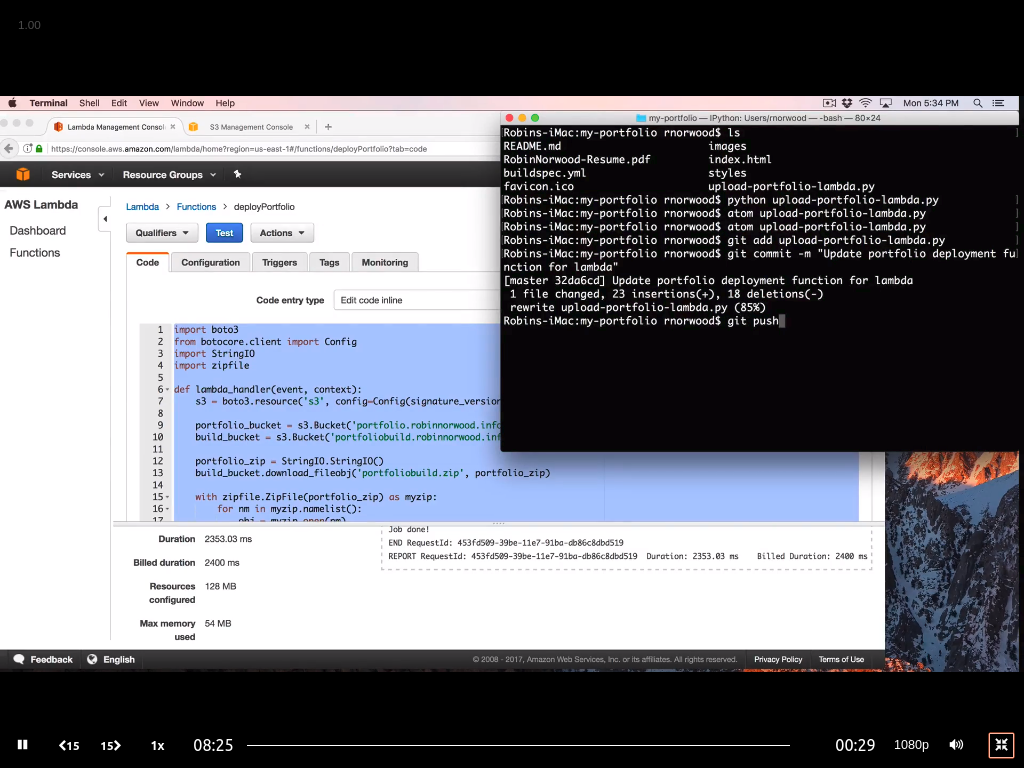 1.00
Terminal Shell Edit View Window Help Mon 5:34 PM
Lambda Management Consol × S3 Management Console × +
https://console.aws.amazon.com/lambda/home?region=us-east-1#/functions/deployPortfolio?tab=code
Services Resource Groups
AWS Lambda
Dashboard
Functions
Lambda > Functions > deployPortfolio
Qualifiers Test Actions
Code Configuration Triggers Tags Monitoring
Code entry type Edit code inline
1 import boto3
2 from botocore.client import Config
3 import StringIO
4 import zipfile
5
6 def lambda_handler(event, context):
7 s3 = boto3.resource('s3', config=Config(signature_version
8
9 portfolio_bucket = s3.Bucket('portfolio.robinnorwood.info
10 build_bucket = s3.Bucket('portfoliobuild.robinnorwood.inf
11
12 portfolio_zip = StringIO.StringIO()
13 build_bucket.download_fileobj('portfoliobuild.zip', portfolio_zip)
14
15 with zipfile.ZipFile(portfolio_zip) as myzip:
16 for nm in myzip.namelist():
17 obj = myzip.open(nm)
my-portfolio — IPython: Users/rnorwood — -bash — 80×24
Robins-iMac:my-portfolio rnorwood$ ls
README.md images
RobinNorwood-Resume.pdf index.html
buildspec.yml styles
favicon.ico upload-portfolio-lambda.py
Robins-iMac:my-portfolio rnorwood$ python upload-portfolio-lambda.py
Robins-iMac:my-portfolio rnorwood$ atom upload-portfolio-lambda.py
Robins-iMac:my-portfolio rnorwood$ atom upload-portfolio-lambda.py
Robins-iMac:my-portfolio rnorwood$ git add upload-portfolio-lambda.py
Robins-iMac:my-portfolio rnorwood$ git commit -m "Update portfolio deployment fu
nction for lambda"
[master 32da6cd] Update portfolio deployment function for lambda
1 file changed, 23 insertions(+), 18 deletions(-)
rewrite upload-portfolio-lambda.py (85%)
Robins-iMac:my-portfolio rnorwood$ git push
Duration 2353.03 ms
Billed duration 2400 ms
Resources configured 128 MB
Max memory used 54 MB
Job done!
END RequestId: 453fd509-39be-11e7-91ba-db86c8dbd519
REPORT RequestId: 453fd509-39be-11e7-91ba-db86c8dbd519 Duration: 2353.03 ms Billed Duration: 2400 ms
Feedback English © 2008 - 2017, Amazon Web Services, Inc. or its affiliates. All rights reserved. Privacy Policy Terms of Use
15 15 1x 08:25 00:29 1080p